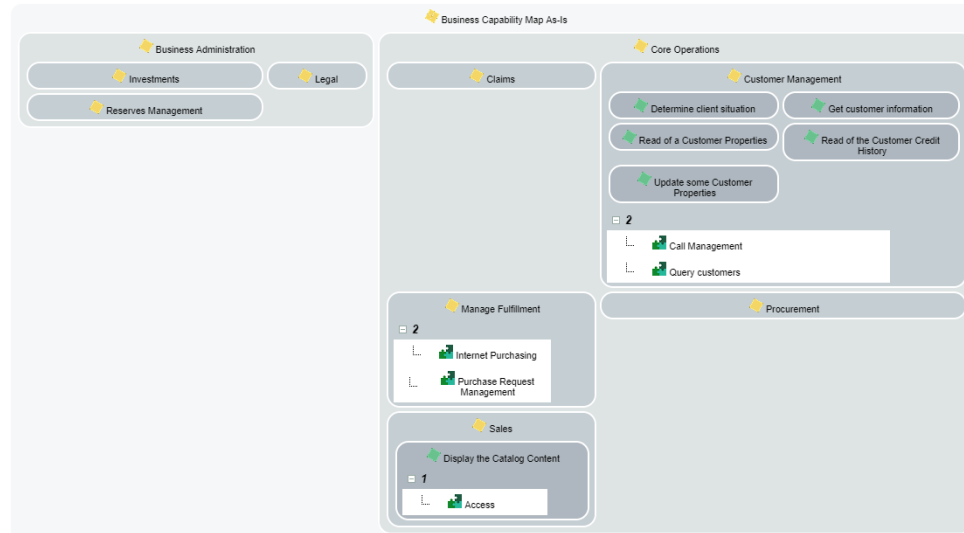 Business Capability Map As-Is
Business Administration
Investments
Legal
Reserves Management
Core Operations
Claims
Customer Management
Determine client situation
Get customer information
Read of a Customer Properties
Read of the Customer Credit
History
Update some Customer
Properties
2
Call Management
Query customers
Manage Fulfillment
2
Internet Purchasing
Purchase Request
Management
Procurement
Sales
Display the Catalog Content
1
Access